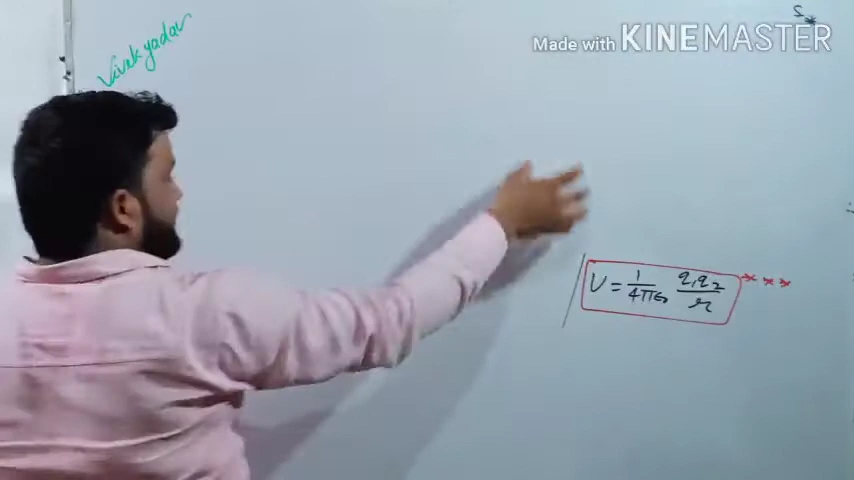 Vivek yadav
Made with KINEMASTER
U = 1/4πε₀ q₁q₂/r ***